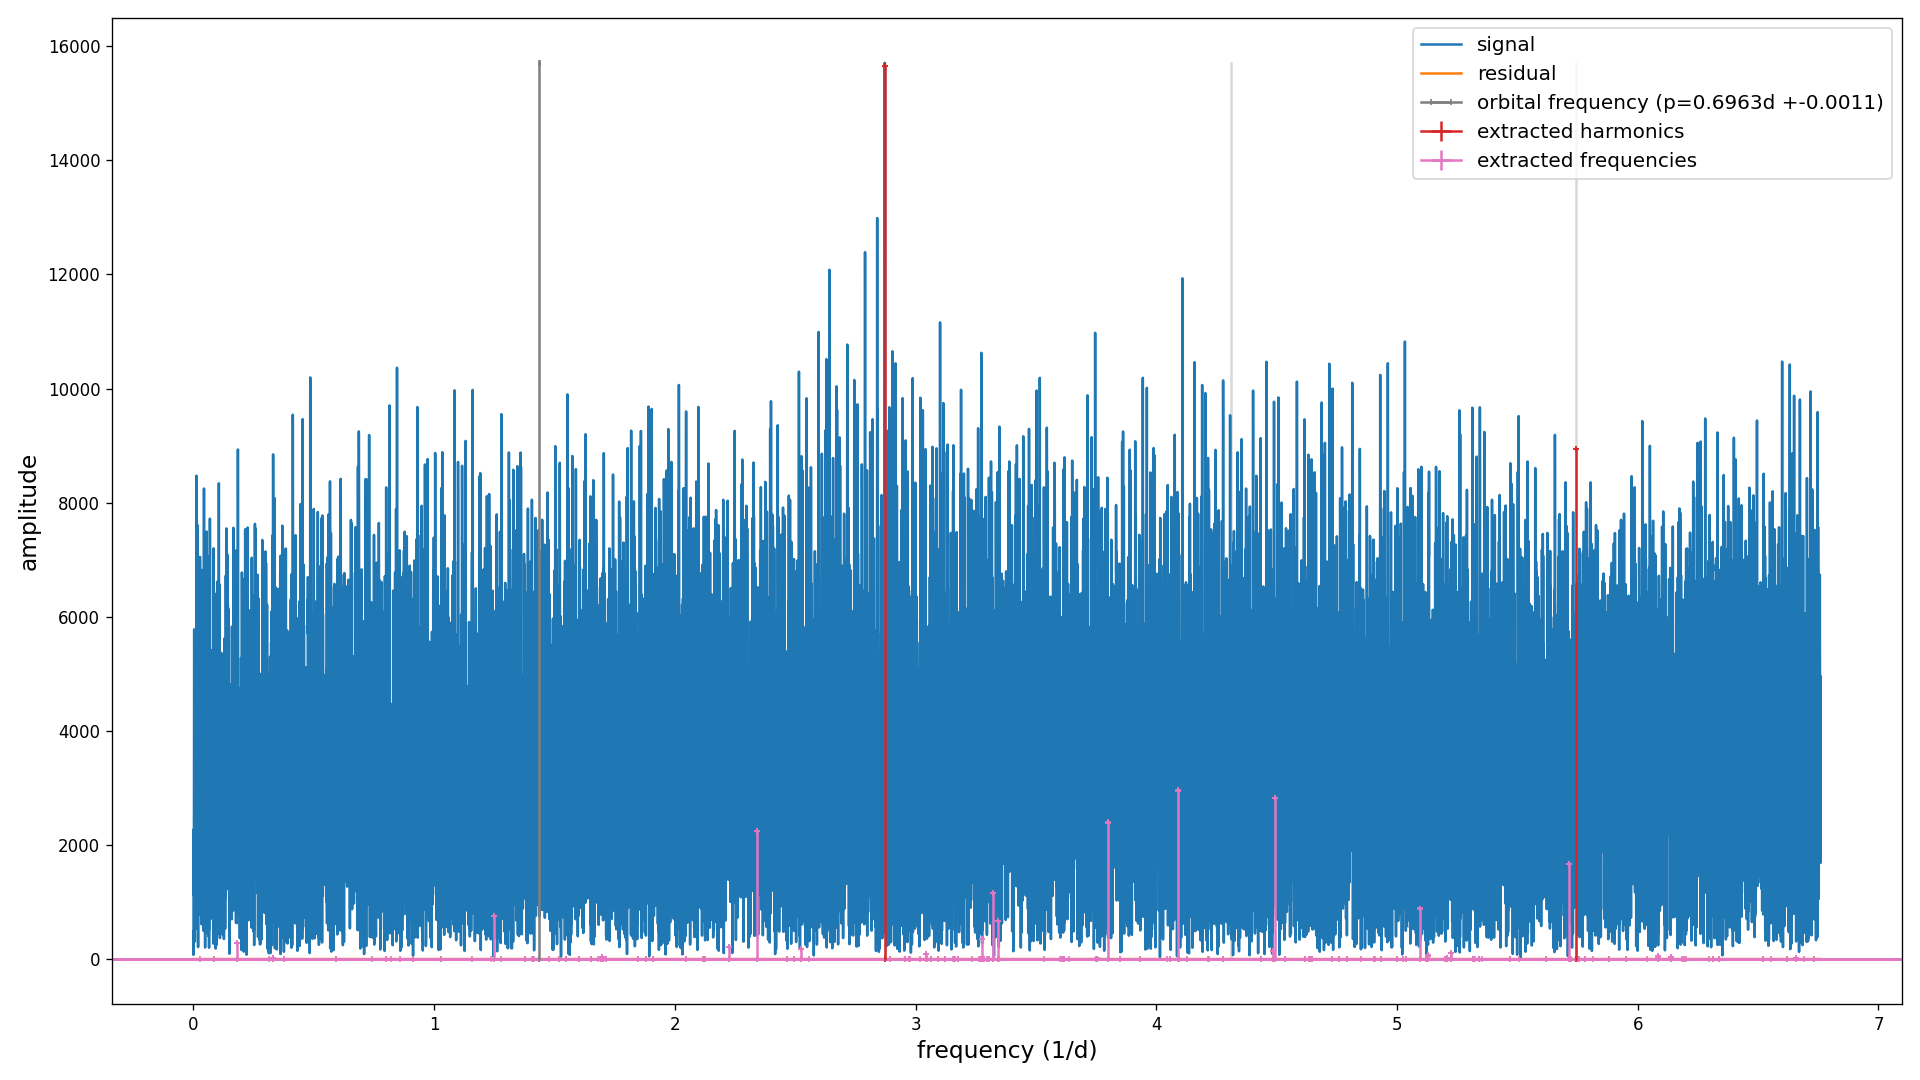 16000
14000
12000
10000
8000
6000
4000
2000
0
amplitude
0 1 2 3 4 5 6 7
frequency (1/d)
signal
residual
orbital frequency (p=0.6963d +-0.0011)
extracted harmonics
extracted frequencies